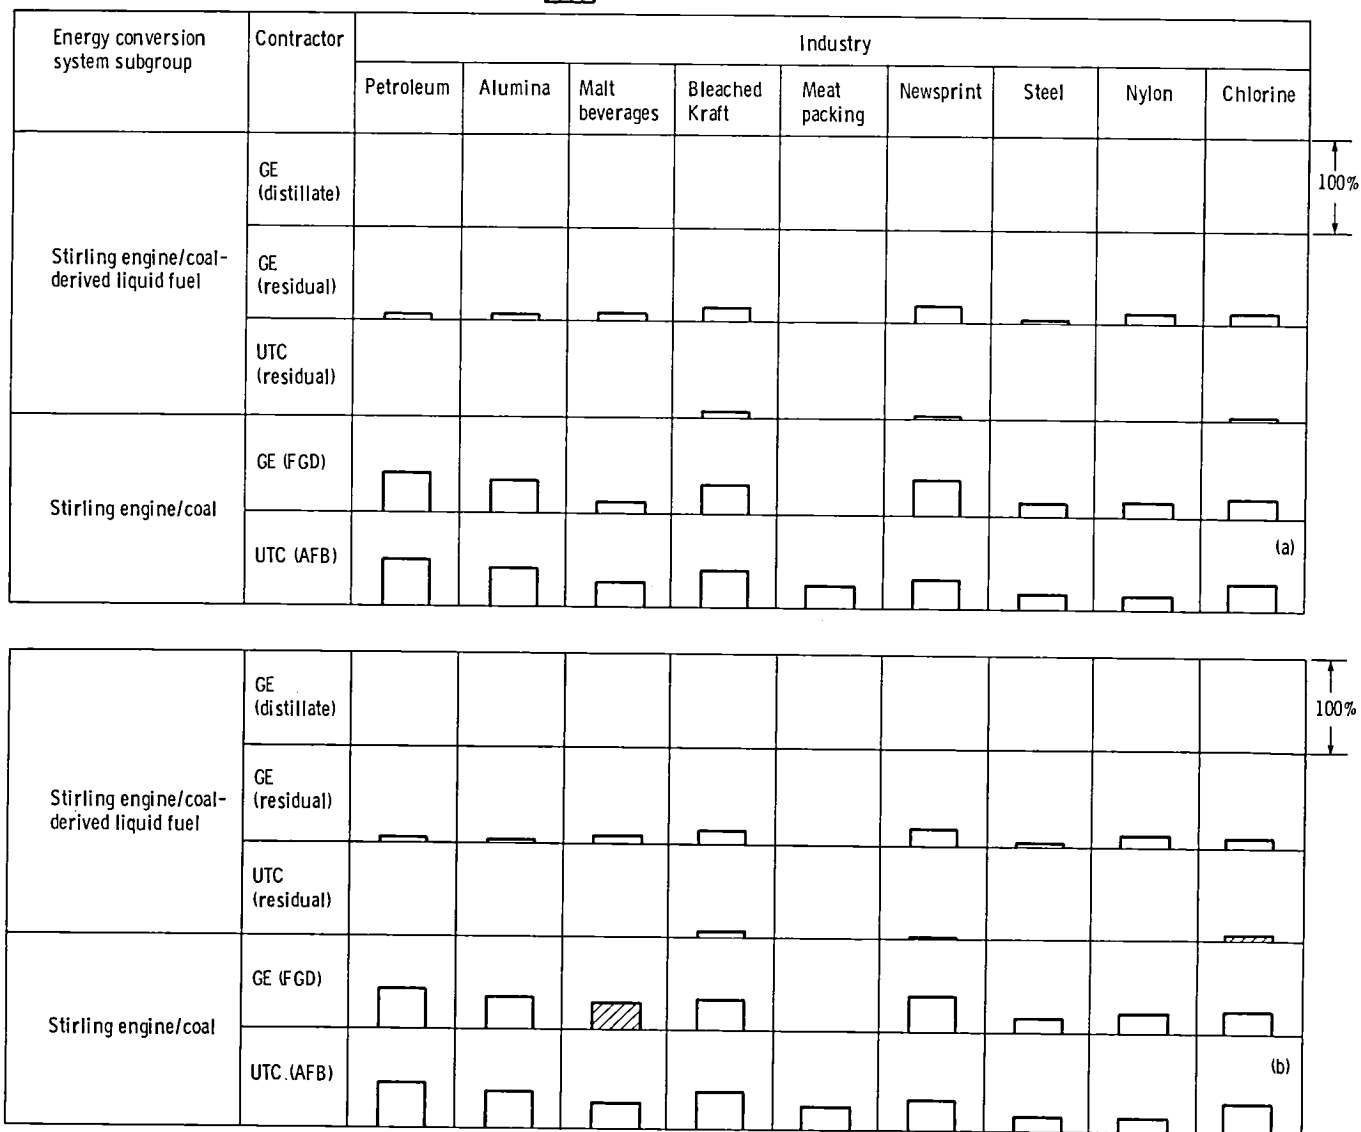 Energy conversion
system subgroup
Contractor
Industry
Petroleum
Alumina
Malt
beverages
Bleached
Kraft
Meat
packing
Newsprint
Steel
Nylon
Chlorine
Stirling engine/coal-
derived liquid fuel
GE
(distillate)
100%
GE
(residual)
UTC
(residual)
Stirling engine/coal
GE (FGD)
UTC (AFB)
(a)
Stirling engine/coal-
derived liquid fuel
GE
(distillate)
100%
GE
(residual)
UTC
(residual)
Stirling engine/coal
GE (FGD)
UTC.(AFB)
(b)